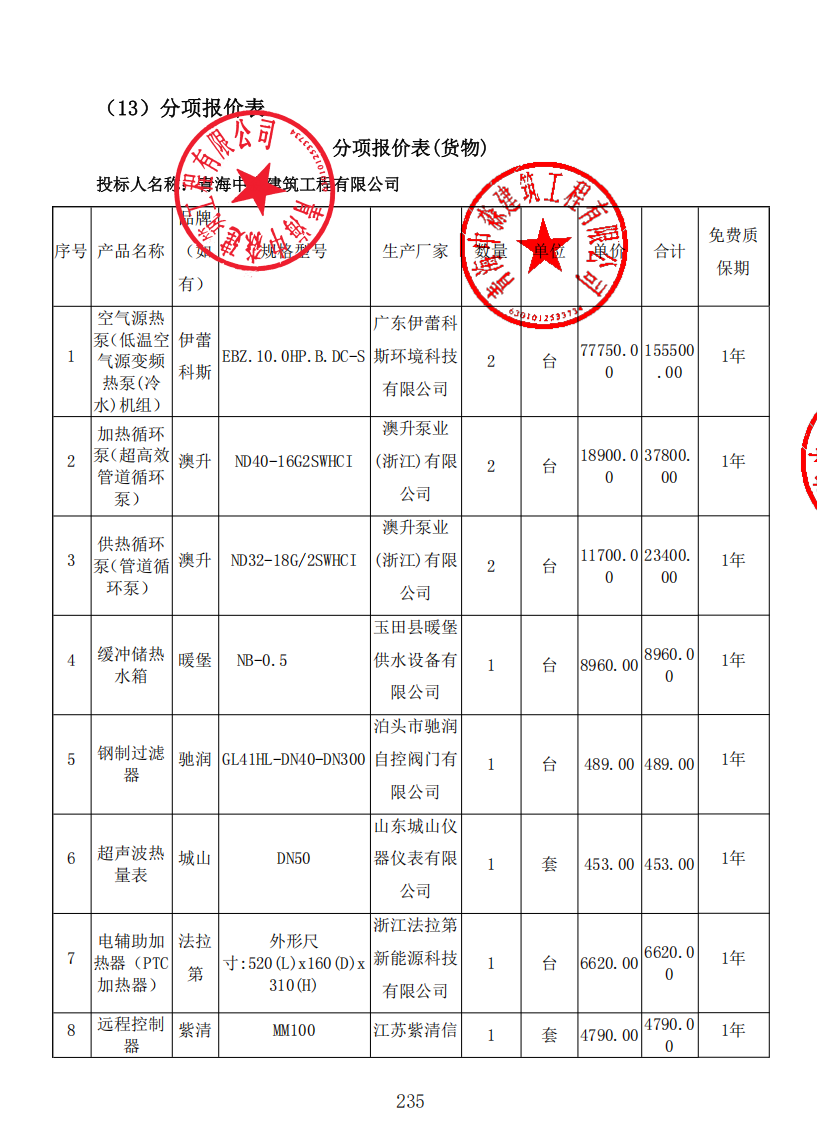 （13）分项报价表
分项报价表(货物)
投标人名称：青海中森建筑工程有限公司
序号 产品名称 品牌（如有） 规格型号 生产厂家 数量 单位 单价 合计 免费质保期
1 空气源热泵(低温空气源变频热泵(冷水)机组） 伊蕾科斯 EBZ.10.0HP.B.DC-S 广东伊蕾科斯环境科技有限公司 2 台 77750.00 155500.00 1年
2 加热循环泵(超高效管道循环泵） 澳升 ND40-16G2SWHCI 澳升泵业(浙江)有限公司 2 台 18900.00 37800.00 1年
3 供热循环泵(管道循环泵） 澳升 ND32-18G/2SWHCI 澳升泵业(浙江)有限公司 2 台 11700.00 23400.00 1年
4 缓冲储热水箱 暖堡 NB-0.5 玉田县暖堡供水设备有限公司 1 台 8960.00 8960.00 1年
5 钢制过滤器 驰润 GL41HL-DN40-DN300 泊头市驰润自控阀门有限公司 1 台 489.00 489.00 1年
6 超声波热量表 城山 DN50 山东城山仪器仪表有限公司 1 套 453.00 453.00 1年
7 电辅助加热器（PTC加热器） 法拉第 外形尺寸:520(L)x160(D)x310(H) 浙江法拉第新能源科技有限公司 1 台 6620.00 6620.00 1年
8 远程控制器 紫清 MM100 江苏紫清信 1 套 4790.00 4790.00 1年
青海中森建筑工程有限公司
6301012533734
235